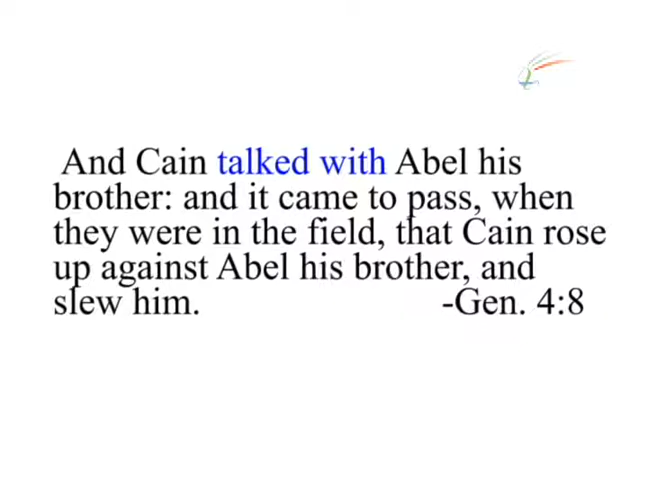 And Cain talked with Abel his
brother: and it came to pass, when
they were in the field, that Cain rose
up against Abel his brother, and
slew him. -Gen. 4:8